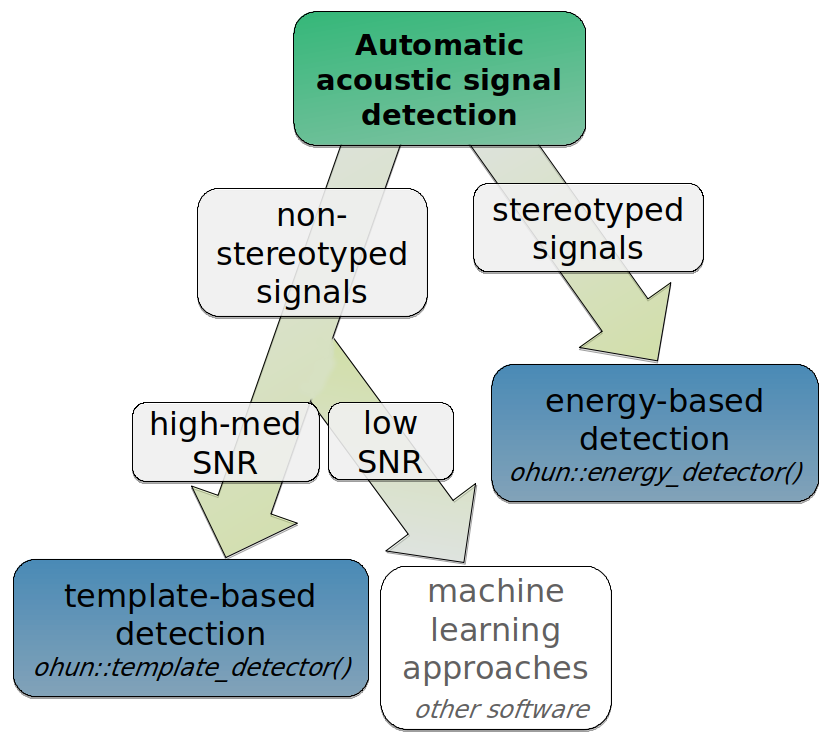 Automatic
acoustic signal
detection
non-
stereotyped
signals
stereotyped
signals
high-med
SNR
low
SNR
energy-based
detection
ohun::energy_detector()
template-based
detection
ohun::template_detector()
machine
learning
approaches
other software